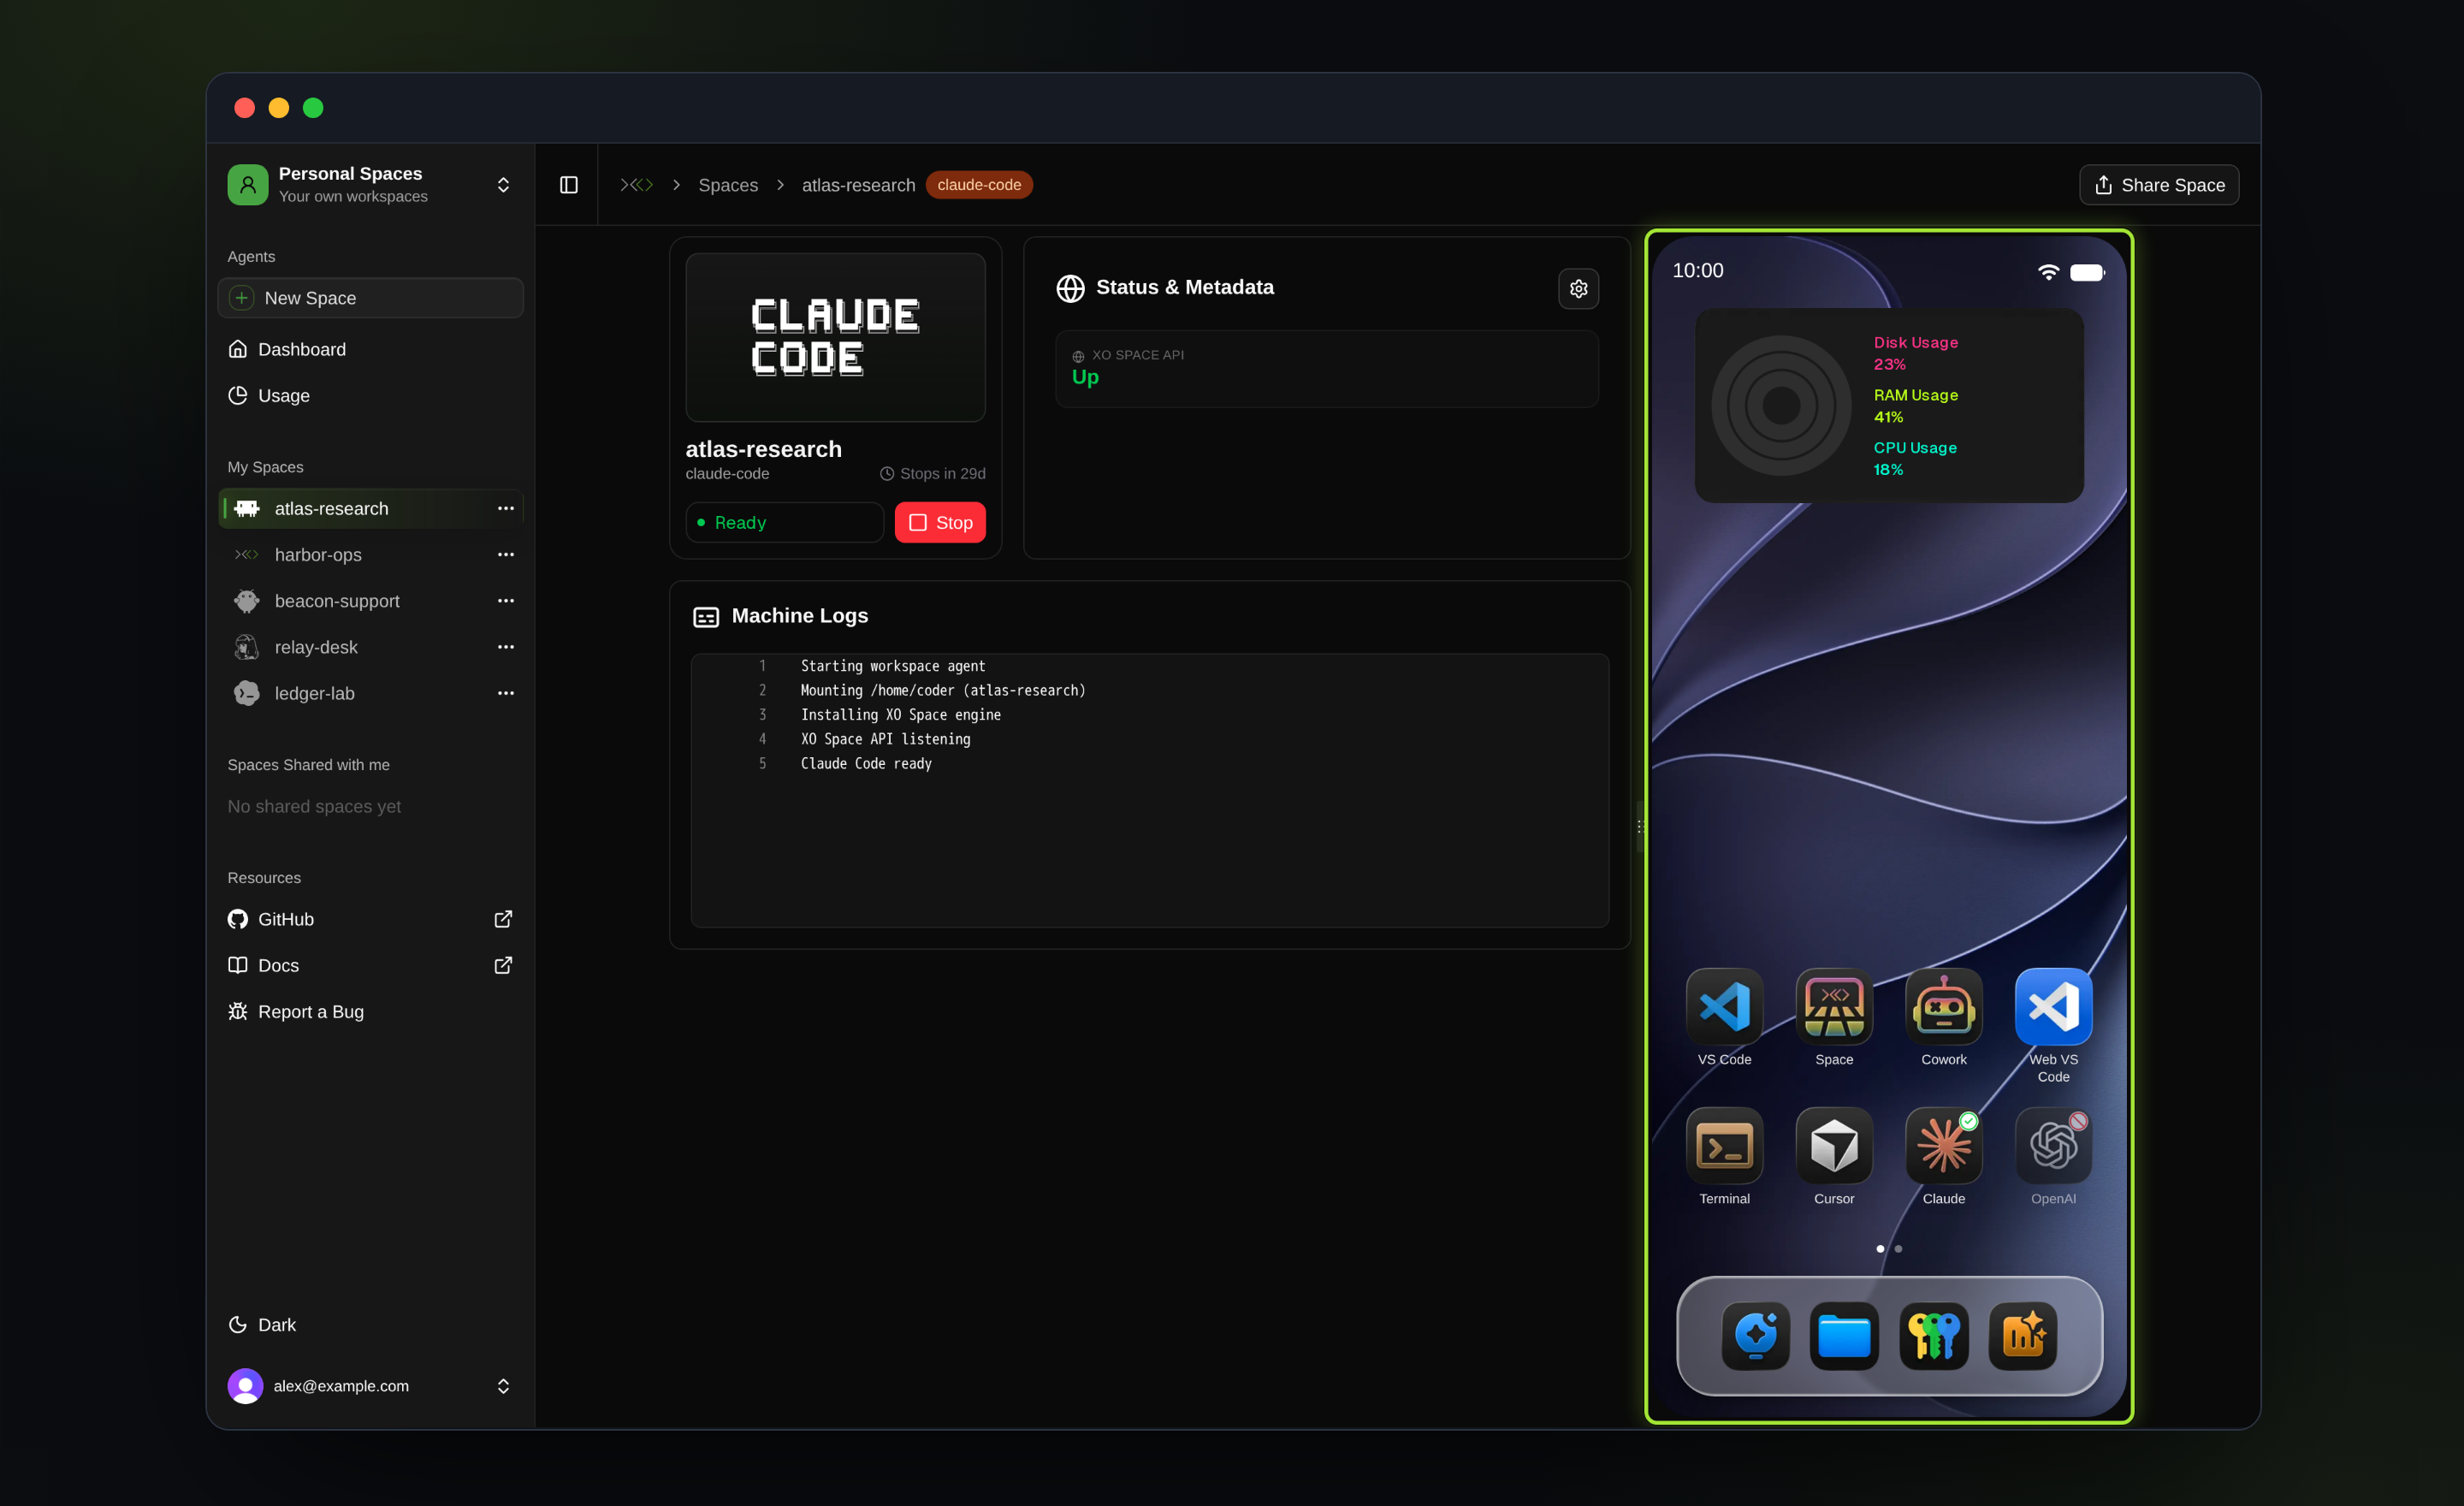 Personal Spaces
Your own workspaces
Agents
New Space
Dashboard
Usage
My Spaces
atlas-research
harbor-ops
beacon-support
relay-desk
ledger-lab
Spaces Shared with me
No shared spaces yet
Resources
GitHub
Docs
Report a Bug
Dark
alex@example.com
Spaces
atlas-research
claude-code
Share Space
CLAUDE
CODE
atlas-research
claude-code
Stops in 29d
Ready
Stop
Status & Metadata
XO SPACE API
Up
Machine Logs
1 Starting workspace agent
2 Mounting /home/coder (atlas-research)
3 Installing XO Space engine
4 XO Space API listening
5 Claude Code ready
10:00
Disk Usage
23%
RAM Usage
41%
CPU Usage
18%
VS Code
Space
Cowork
Web VS
Code
Terminal
Cursor
Claude
OpenAI